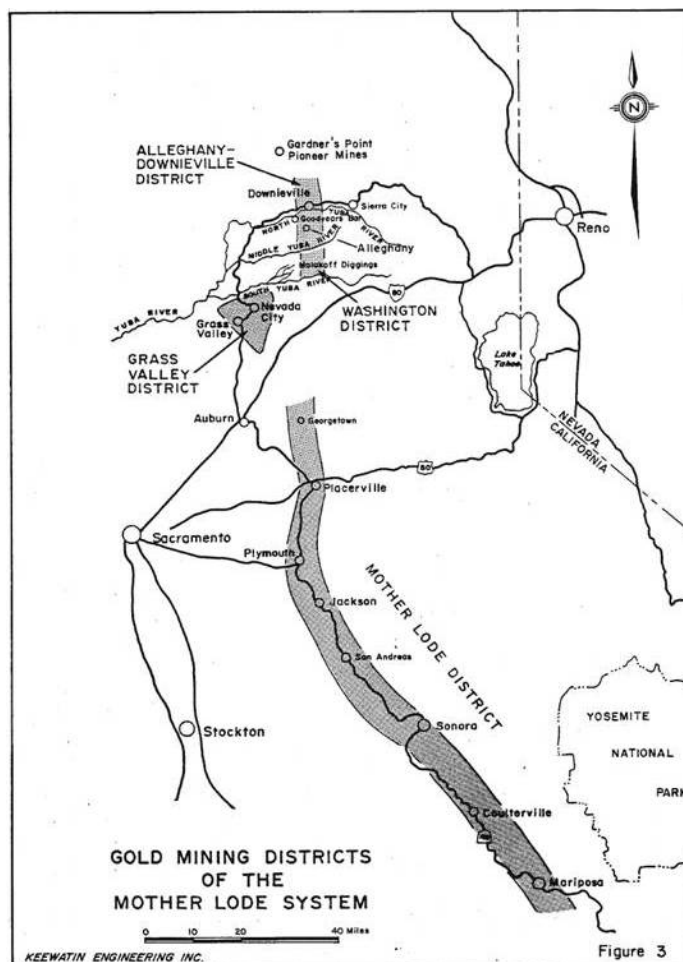 N
Gardner's Point
Pioneer Mines
ALLEGHANY-
DOWNIEVILLE
DISTRICT
Downieville
Sierra City
Goodyears Bar
NORTH YUBA RIVER
Alleghany
MIDDLE YUBA RIVER
Malakoff Diggings
SOUTH YUBA RIVER
YUBA RIVER
Reno
80
WASHINGTON
DISTRICT
Nevada
City
Grass
Valley
GRASS
VALLEY
DISTRICT
Lake
Tahoe
Auburn
Georgetown
NEVADA
CALIFORNIA
Placerville
Sacramento
Plymouth
Jackson
MOTHER LODE DISTRICT
San Andreas
Stockton
Sonora
YOSEMITE
NATIONAL
PARK
Coulterville
Mariposa
GOLD MINING DISTRICTS
OF THE
MOTHER LODE SYSTEM
0 20 40 Miles
KEEWATIN ENGINEERING INC.
Figure 3